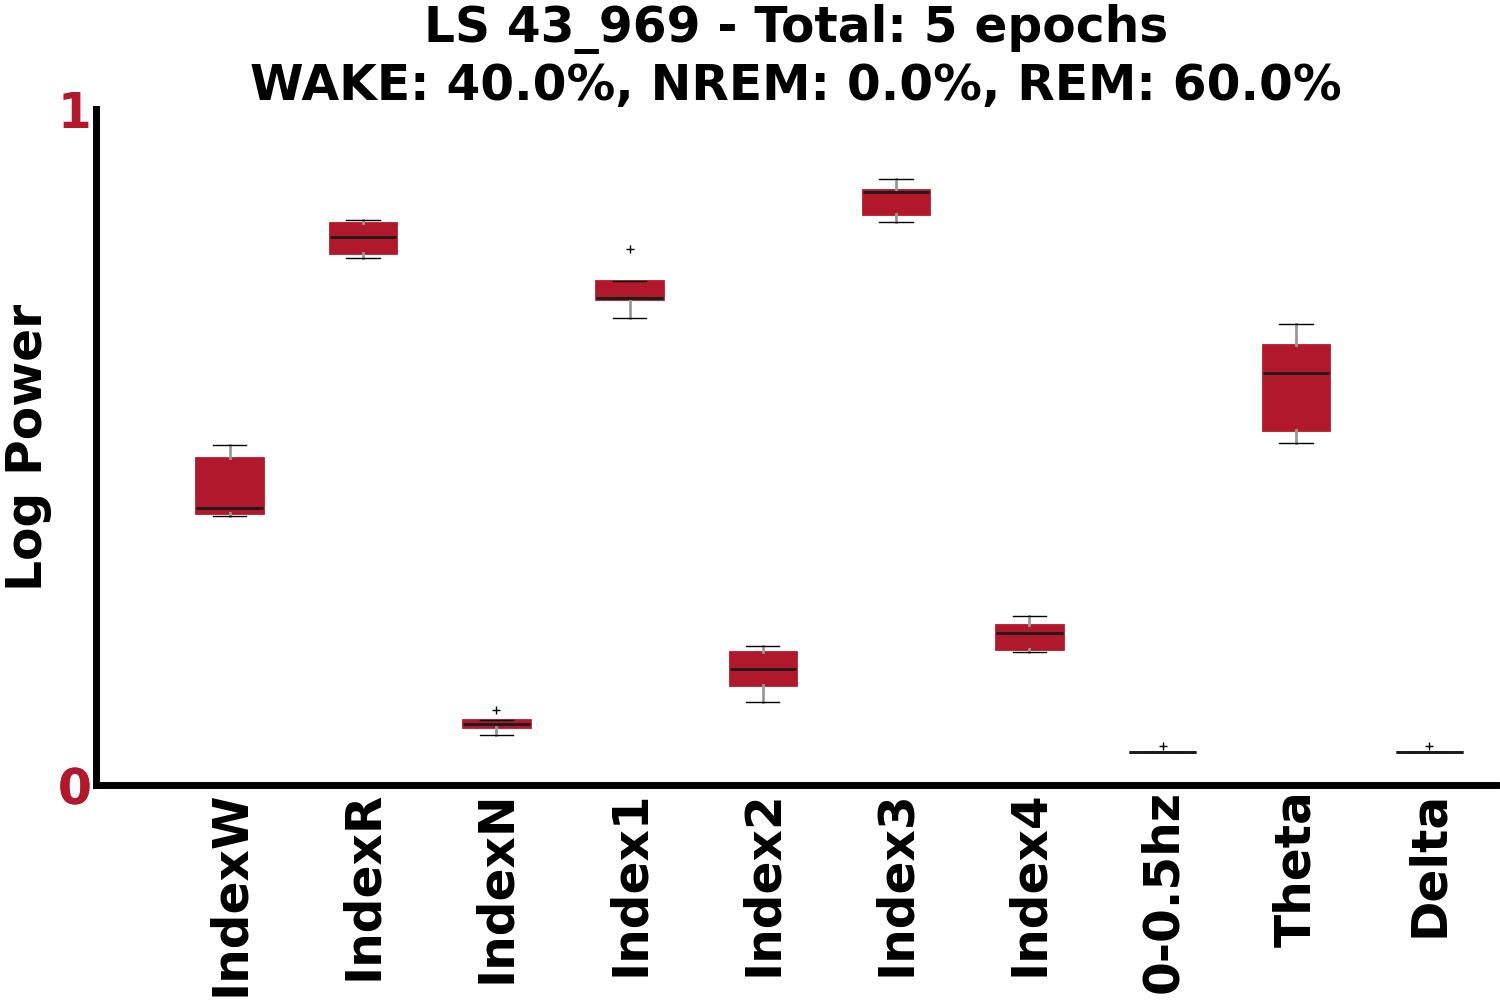 LS 43_969 - Total: 5 epochs
WAKE: 40.0%, NREM: 0.0%, REM: 60.0%
1
Log Power
0
IndexW
IndexR
IndexN
Index1
Index2
Index3
Index4
0-0.5hz
Theta
Delta